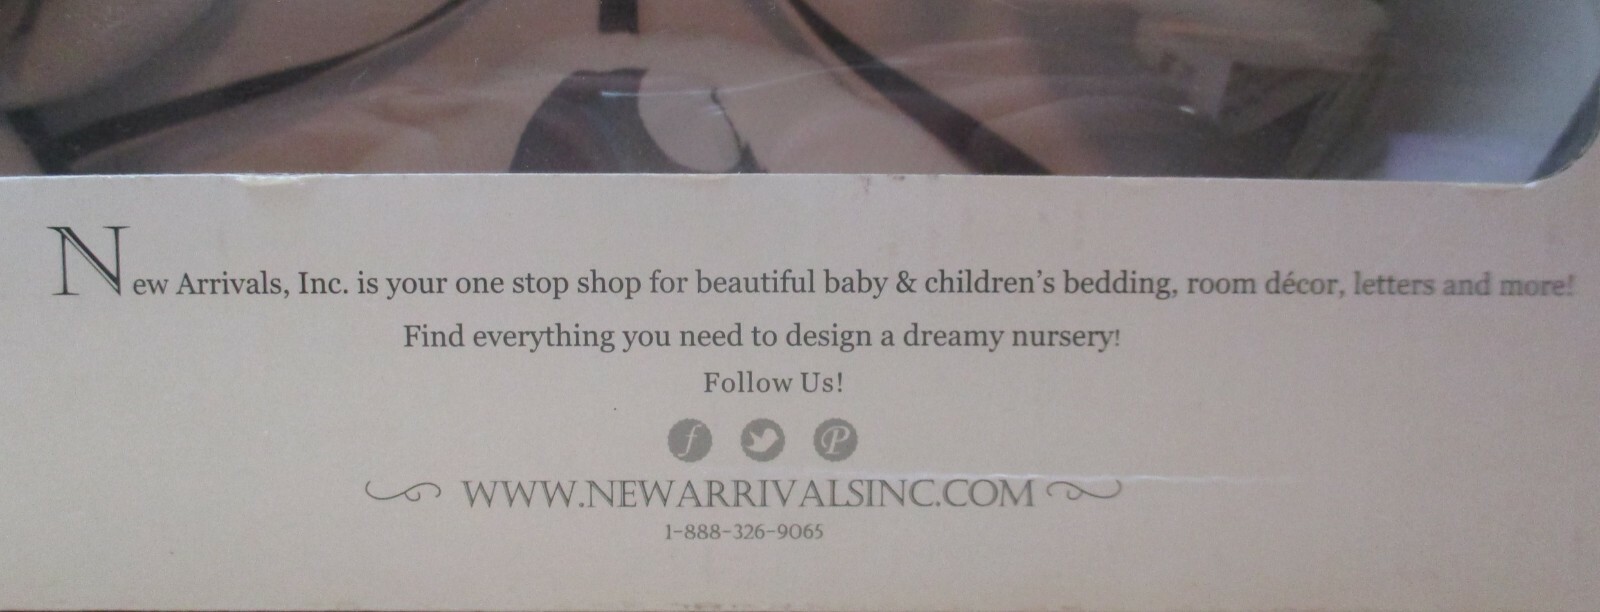 New Arrivals, Inc. is your one stop shop for beautiful baby & children's bedding, room décor, letters and more!
Find everything you need to design a dreamy nursery!
Follow Us!
WWW.NEWARRIVALSINC.COM
1-888-326-9065